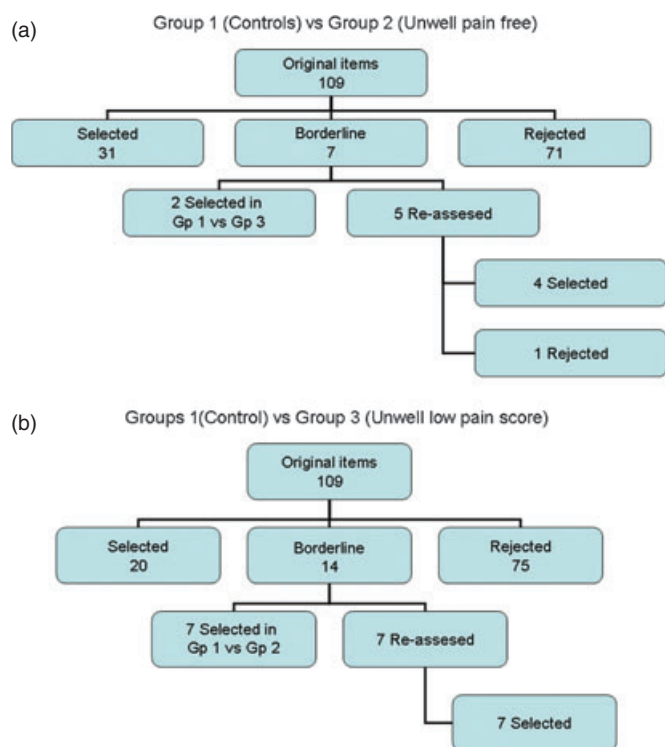 (a)
Group 1 (Controls) vs Group 2 (Unwell pain free)
Original items
109
Selected
31
Borderline
7
Rejected
71
2 Selected in
Gp 1 vs Gp 3
5 Re-assesed
4 Selected
1 Rejected
(b)
Groups 1(Control) vs Group 3 (Unwell low pain score)
Original items
109
Selected
20
Borderline
14
Rejected
75
7 Selected in
Gp 1 vs Gp 2
7 Re-assesed
7 Selected